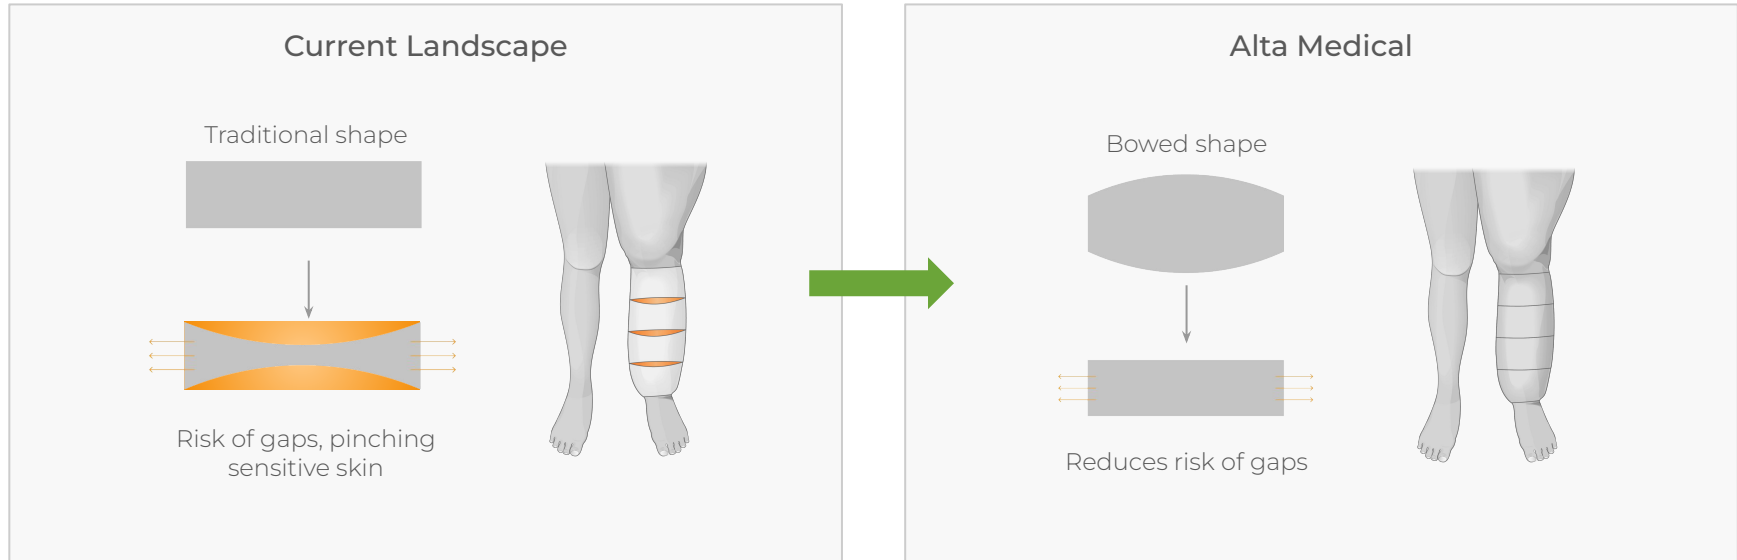 Current Landscape
Traditional shape
Risk of gaps, pinching
sensitive skin
Alta Medical
Bowed shape
Reduces risk of gaps